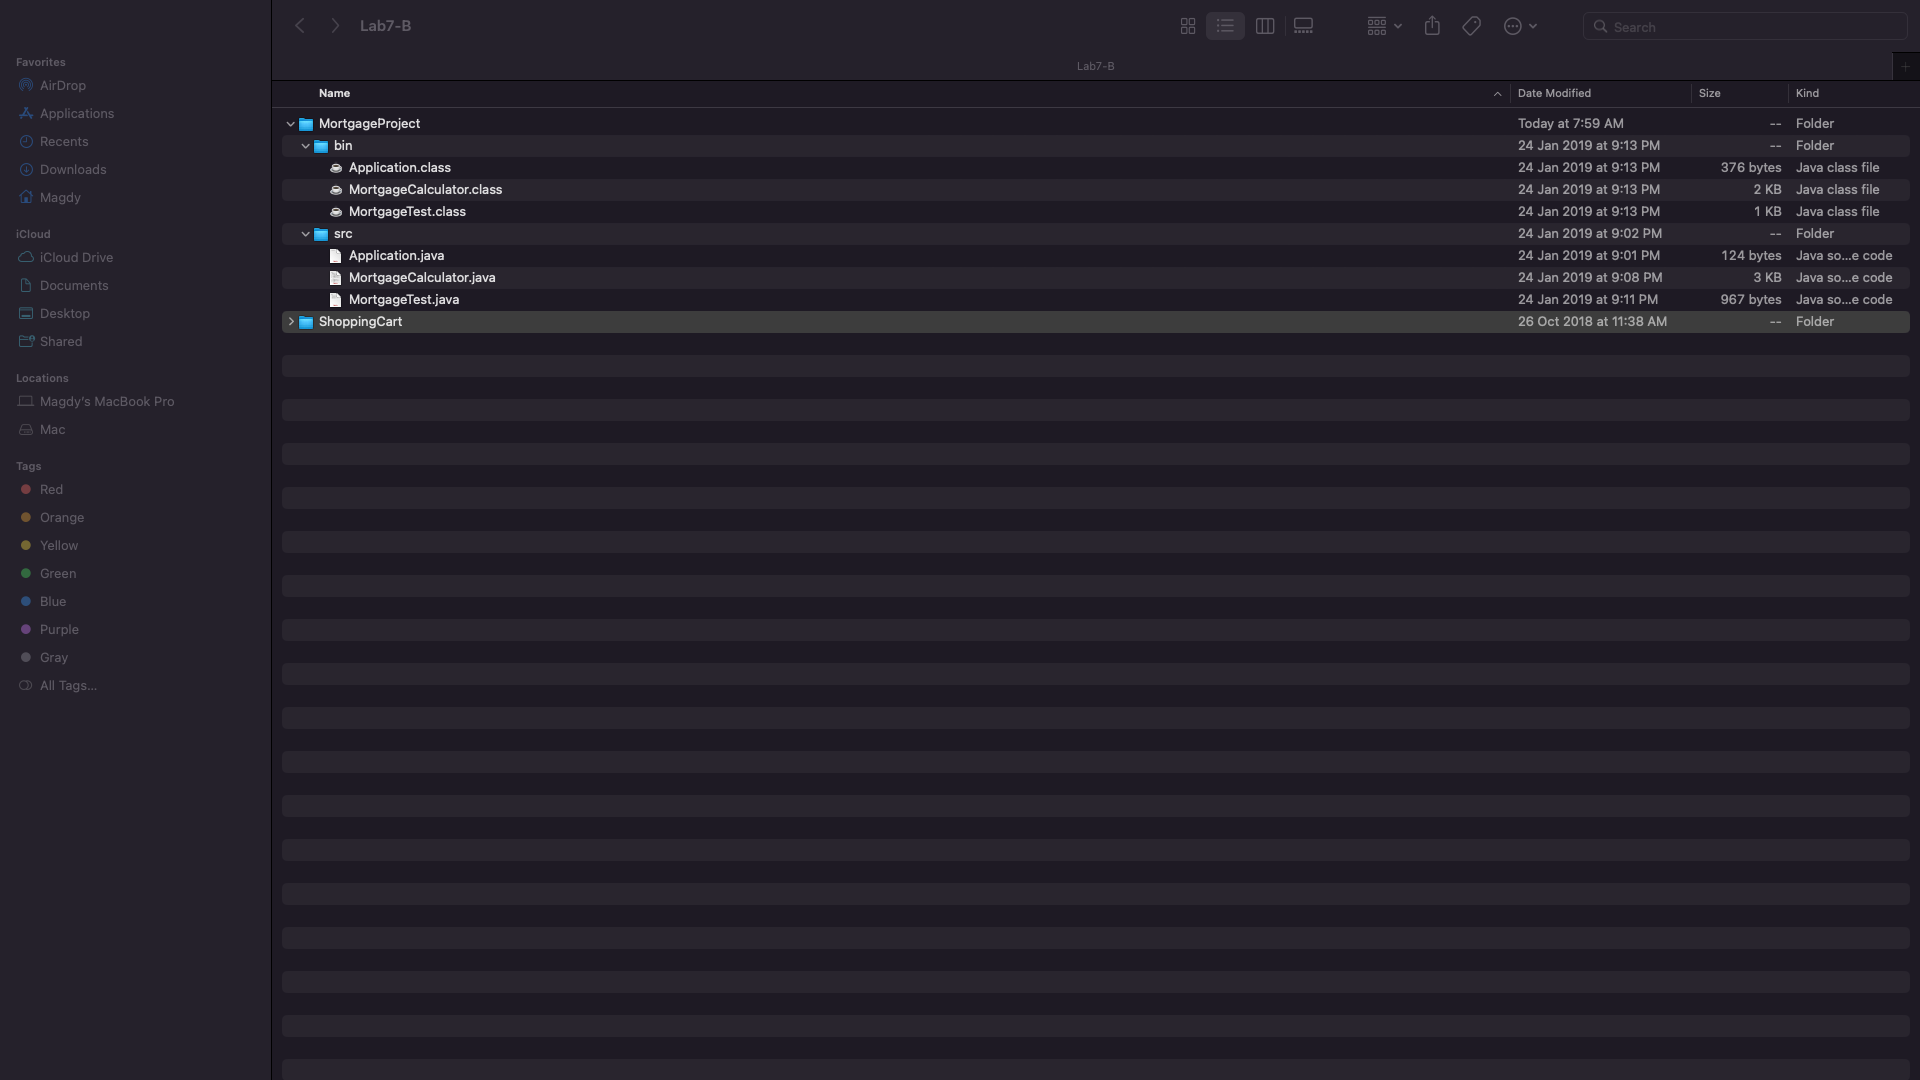 Lab7-B
Search
Lab7-B
Favorites
AirDrop
Applications
Recents
Downloads
Magdy
iCloud
iCloud Drive
Documents
Desktop
Shared
Locations
Magdy's MacBook Pro
Mac
Tags
Red
Orange
Yellow
Green
Blue
Purple
Gray
All Tags...
Name Date Modified Size Kind
MortgageProject Today at 7:59 AM -- Folder
bin 24 Jan 2019 at 9:13 PM -- Folder
Application.class 24 Jan 2019 at 9:13 PM 376 bytes Java class file
MortgageCalculator.class 24 Jan 2019 at 9:13 PM 2 KB Java class file
MortgageTest.class 24 Jan 2019 at 9:13 PM 1 KB Java class file
src 24 Jan 2019 at 9:02 PM -- Folder
Application.java 24 Jan 2019 at 9:01 PM 124 bytes Java so...e code
MortgageCalculator.java 24 Jan 2019 at 9:08 PM 3 KB Java so...e code
MortgageTest.java 24 Jan 2019 at 9:11 PM 967 bytes Java so...e code
ShoppingCart 26 Oct 2018 at 11:38 AM -- Folder